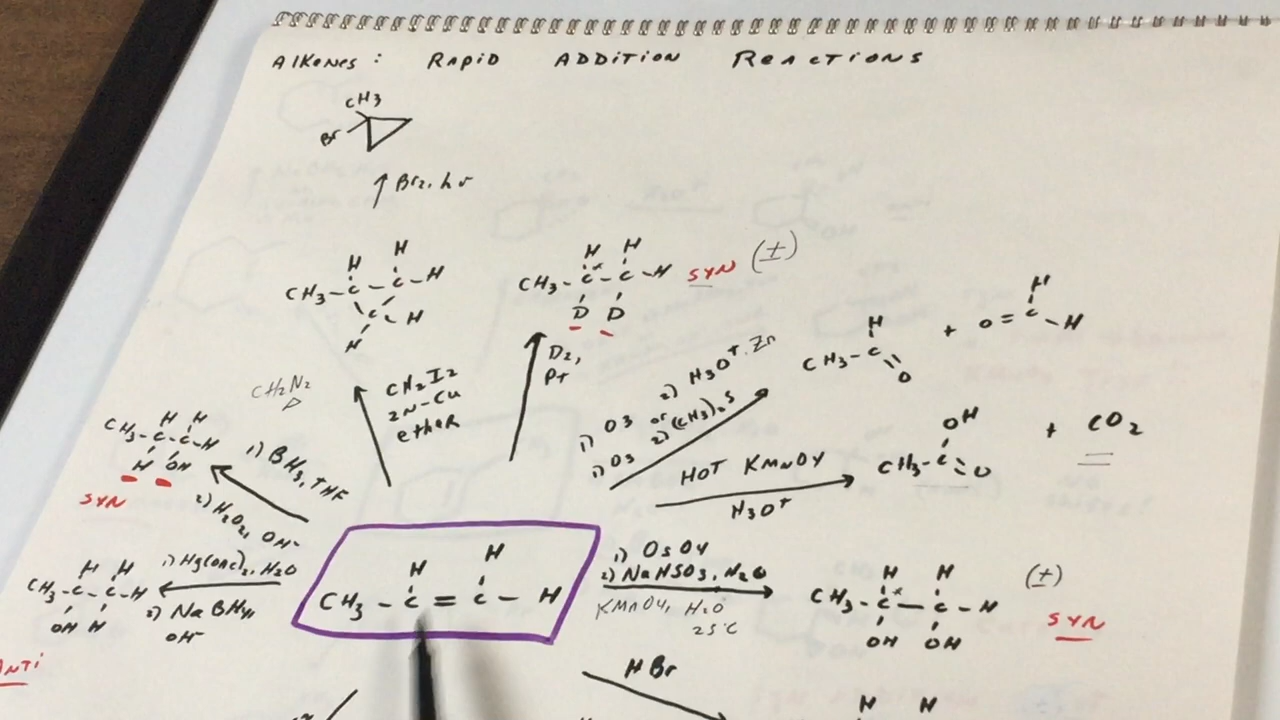 Alkenes: Rapid Addition Reactions
CH3
Br
Br2, hν
H H
CH3-C-C-H
C-H
H
H H
CH3-C*-C-H SYN (±)
D D
D2,
Pt
CH2N2
CH2I2
Zn-Cu
ether
1) O3 2) H3O+, Zn
or
1) O3 2) (CH3)2S
H
CH3-C=O
+
H
O=C-H
HOT KMnO4
H3O+
OH
CH3-C=O + CO2
H H
CH3-C-C-H
H OH
SYN
1) BH3, THF
2) H2O2, OH-
H H
CH3-C-C-H
OH H
1) Hg(OAc)2, H2O
2) NaBH4,
OH-
ANTI
H H
CH3-C=C-H
1) OsO4
2) NaHSO3, H2O
KMnO4, H2O
25°C
H H (±)
CH3-C*-C-H
OH OH SYN
HBr
H H